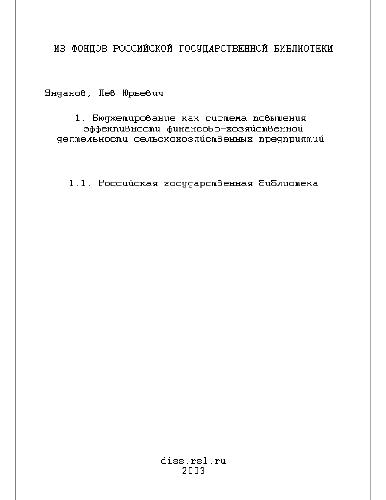 ИЗ ФОНДОВ РОССИЙСКОЙ ГОСУДАРСТВЕННОЙ БИБЛИОТЕКИ
Янданов, Лев Юрьевич
1. Бюджетирование как система повышения
эффективности финансово-хозяйственной
деятельности сельскохозяйственных предприятий
1.1. Российская государственная библиотека
diss.rsl.ru
2003